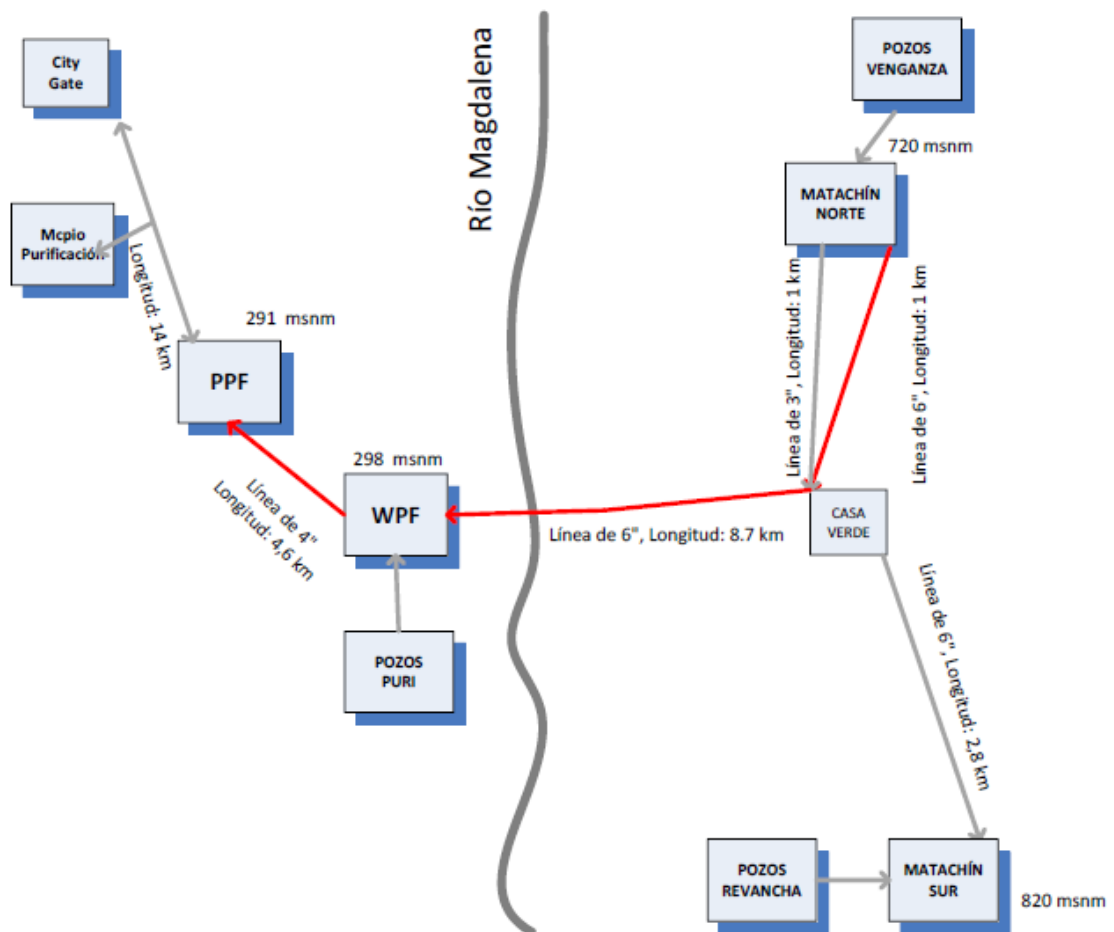 City
Gate
Mcpio
Purificación
Longitud: 14 km
291 msnm
PPF
Línea de 4"
Longitud: 4,6 km
298 msnm
WPF
POZOS
PURI
Río Magdalena
POZOS
VENGANZA
720 msnm
MATACHÍN
NORTE
Línea de 3", Longitud: 1 km
Línea de 6", Longitud: 1 km
CASA
VERDE
Línea de 6", Longitud: 8.7 km
Línea de 6", Longitud: 2,8 km
POZOS
REVANCHA
MATACHÍN
SUR
820 msnm